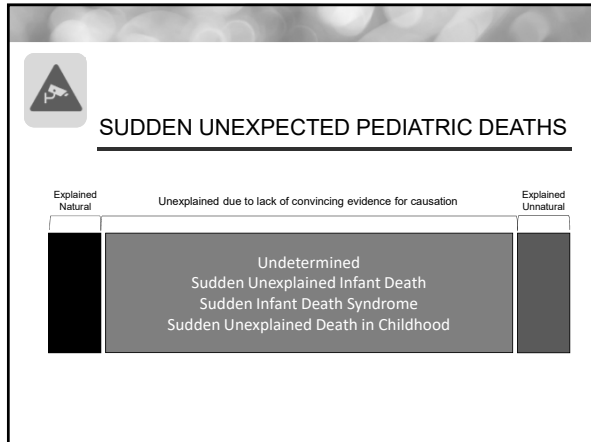 SUDDEN UNEXPECTED PEDIATRIC DEATHS
Explained
Natural
Unexplained due to lack of convincing evidence for causation
Explained
Unnatural
Undetermined
Sudden Unexplained Infant Death
Sudden Infant Death Syndrome
Sudden Unexplained Death in Childhood